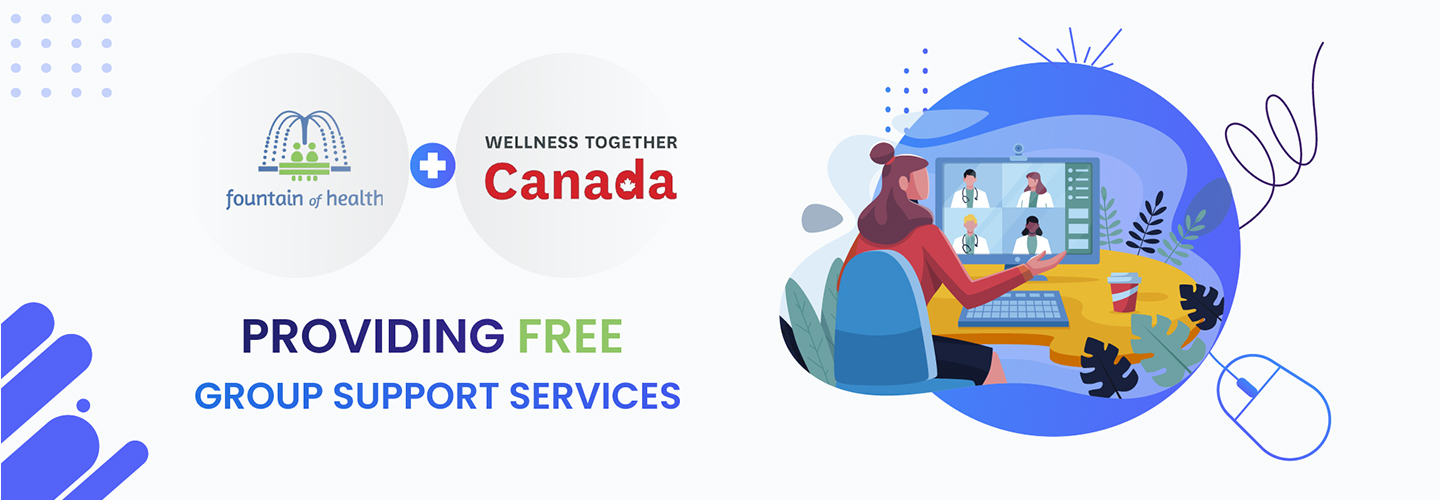 fountain of health
WELLNESS TOGETHER
Canada
PROVIDING FREE
GROUP SUPPORT SERVICES